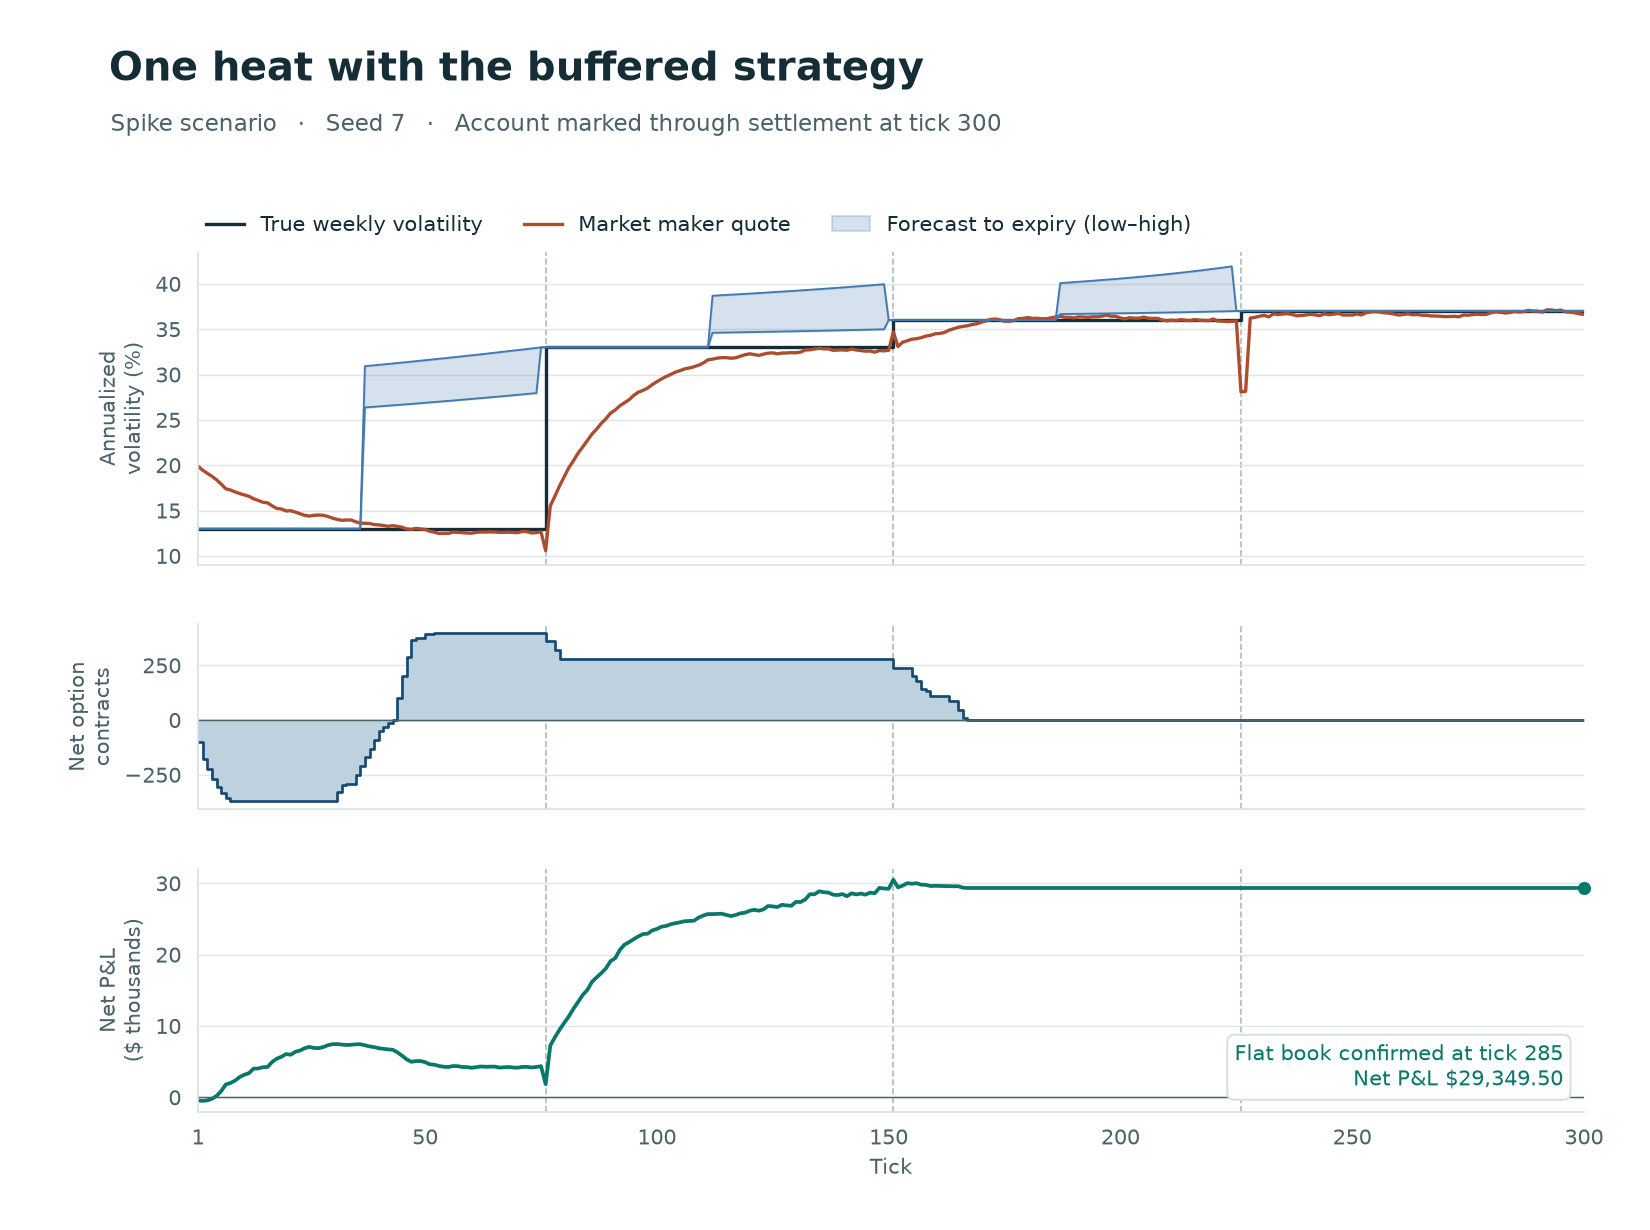 One heat with the buffered strategy
Spike scenario · Seed 7 · Account marked through settlement at tick 300
True weekly volatility
Market maker quote
Forecast to expiry (low–high)
Annualized
volatility (%)
40
35
30
25
20
15
10
Net option
contracts
250
0
−250
Net P&L
($ thousands)
30
20
10
0
Flat book confirmed at tick 285
Net P&L $29,349.50
1 50 100 150 200 250 300
Tick